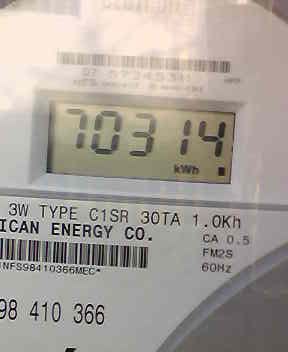 70314
kWh
3W TYPE C1SR 30TA 1.0Kh
ICAN ENERGY CO.
CA 0.5
FM2S
60Hz
NFS98410366MEC*
98 410 366